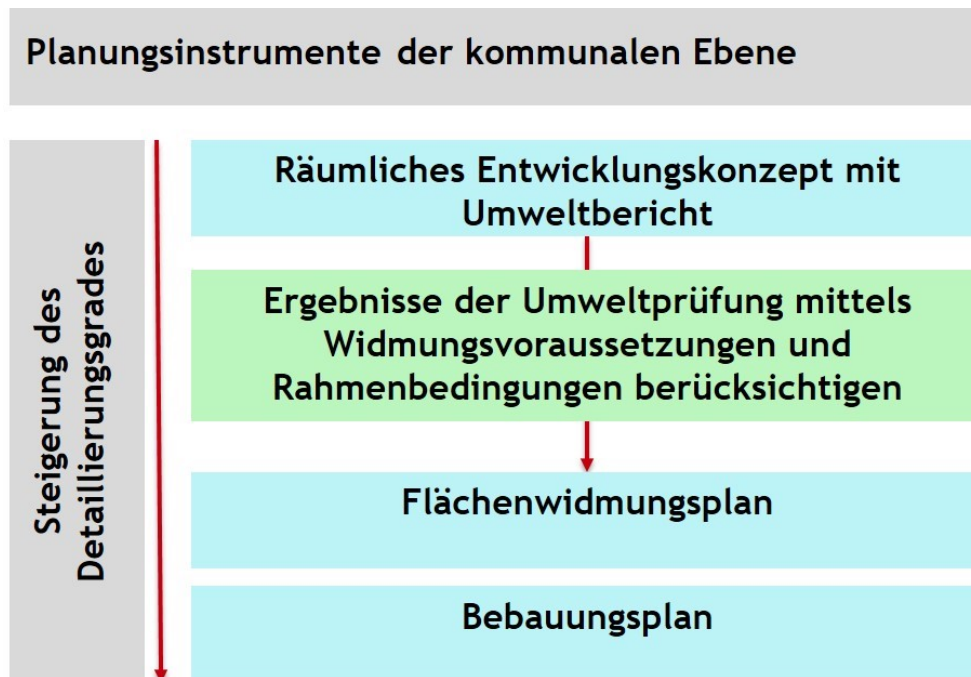 Planungsinstrumente der kommunalen Ebene
Steigerung des
Detaillierungsgrades
Räumliches Entwicklungskonzept mit
Umweltbericht
Ergebnisse der Umweltprüfung mittels
Widmungsvoraussetzungen und
Rahmenbedingungen berücksichtigen
Flächenwidmungsplan
Bebauungsplan